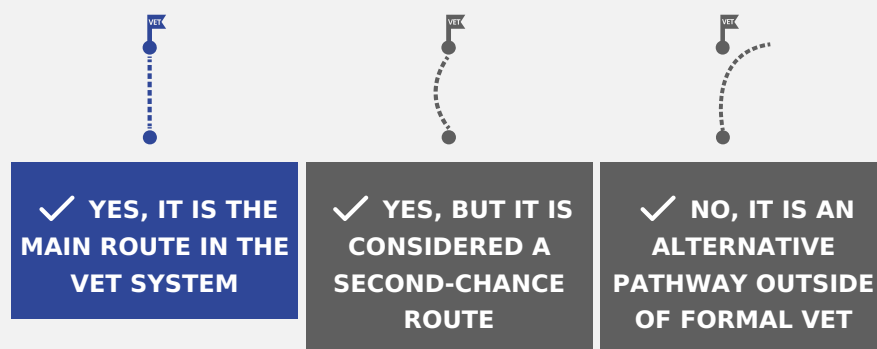 VET
VET
VET
YES, IT IS THE
MAIN ROUTE IN THE
VET SYSTEM
YES, BUT IT IS
CONSIDERED A
SECOND-CHANCE
ROUTE
NO, IT IS AN
ALTERNATIVE
PATHWAY OUTSIDE
OF FORMAL VET